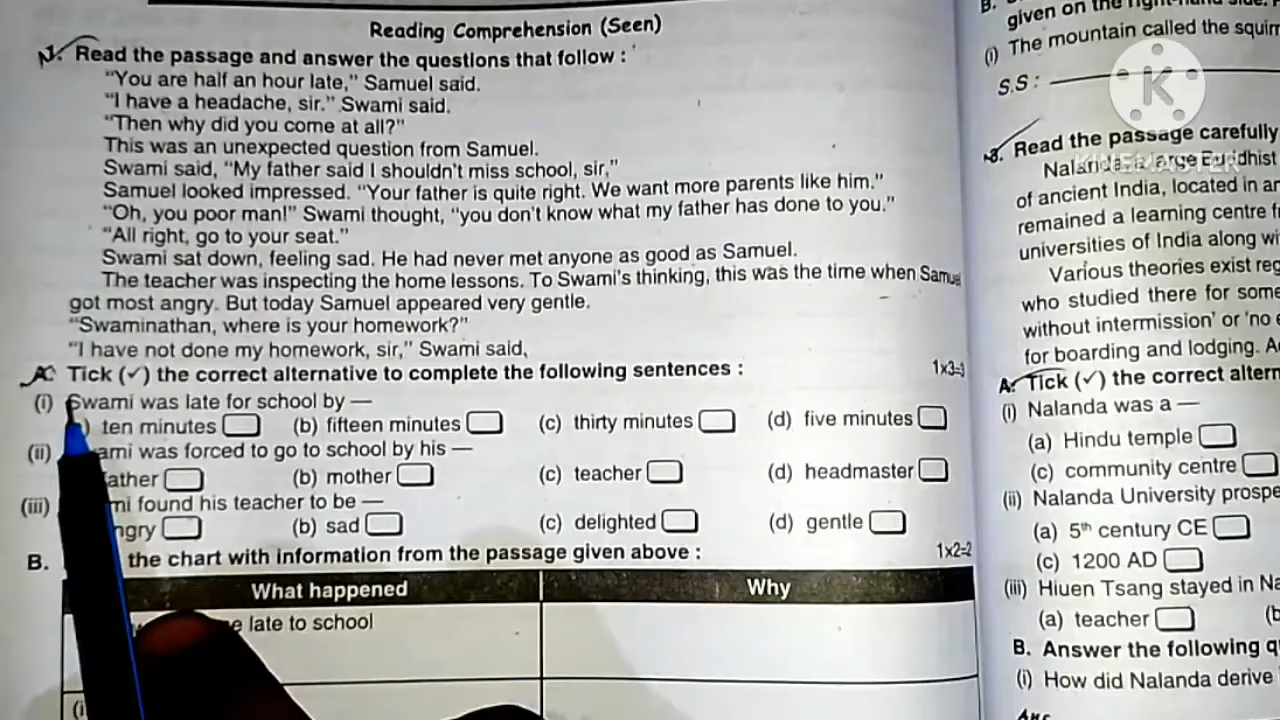 Reading Comprehension (Seen)
1. Read the passage and answer the questions that follow :
"You are half an hour late," Samuel said.
"I have a headache, sir." Swami said.
"Then why did you come at all?"
This was an unexpected question from Samuel.
Swami said, "My father said I shouldn't miss school, sir,"
Samuel looked impressed. "Your father is quite right. We want more parents like him."
"Oh, you poor man!" Swami thought, "you don't know what my father has done to you."
"All right, go to your seat."
Swami sat down, feeling sad. He had never met anyone as good as Samuel.
The teacher was inspecting the home lessons. To Swami's thinking, this was the time when Samuel
got most angry. But today Samuel appeared very gentle.
"Swaminathan, where is your homework?"
"I have not done my homework, sir," Swami said,
A. Tick (✓) the correct alternative to complete the following sentences : 1x3=3
(i) Swami was late for school by —
ten minutes (b) fifteen minutes (c) thirty minutes (d) five minutes
(ii) ami was forced to go to school by his —
ather (b) mother (c) teacher (d) headmaster
(iii) mi found his teacher to be —
ngry (b) sad (c) delighted (d) gentle
B. the chart with information from the passage given above : 1x2=2
What happened Why
late to school
B.
given on the right-hand side.
(i) The mountain called the squirr
S.S :
K
KINEMASTER
3. Read the passage carefully
of ancient India, located in an
remained a learning centre f
universities of India along wi
Various theories exist reg
who studied there for some
without intermission' or 'no
for boarding and lodging. A
A. Tick (✓) the correct altern
(i) Nalanda was a —
(a) Hindu temple
(c) community centre
(ii) Nalanda University prospe
(a) 5th century CE
(c) 1200 AD
(iii) Hiuen Tsang stayed in Na
(a) teacher (b
B. Answer the following q
(i) How did Nalanda derive
Ans